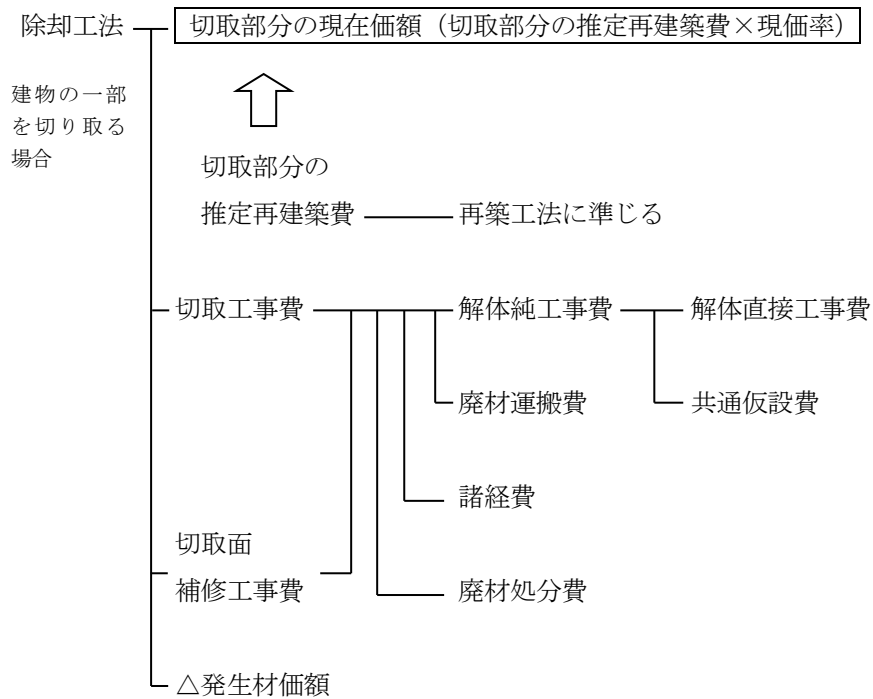 除却工法
切取部分の現在価額（切取部分の推定再建築費×現価率）
建物の一部
を切り取る
場合
切取部分の
推定再建築費
再築工法に準じる
切取工事費
解体純工事費
解体直接工事費
廃材運搬費
共通仮設費
諸経費
切取面
補修工事費
廃材処分費
△発生材価額